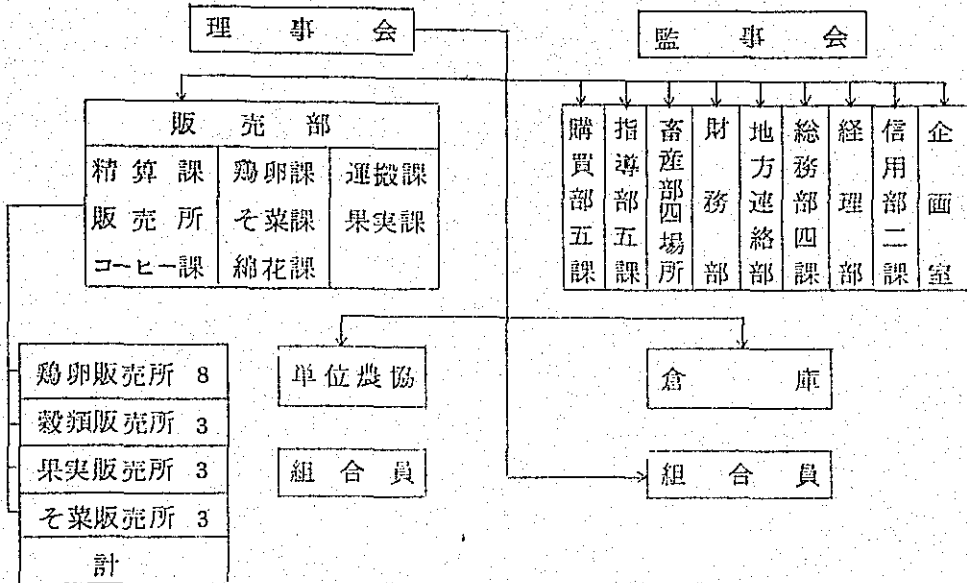 理事会
監事会
販売部
精算課 鶏卵課 運搬課
販売所 そ菜課 果実課
コーヒー課 綿花課
購買部五課
指導部五課
畜産部四場所
財務部
地方連絡部
総務部四課
経理部
信用部二課
企画室
鶏卵販売所 8
穀類販売所 3
果実販売所 3
そ菜販売所 3
計
単位農協
倉庫
組合員
組合員